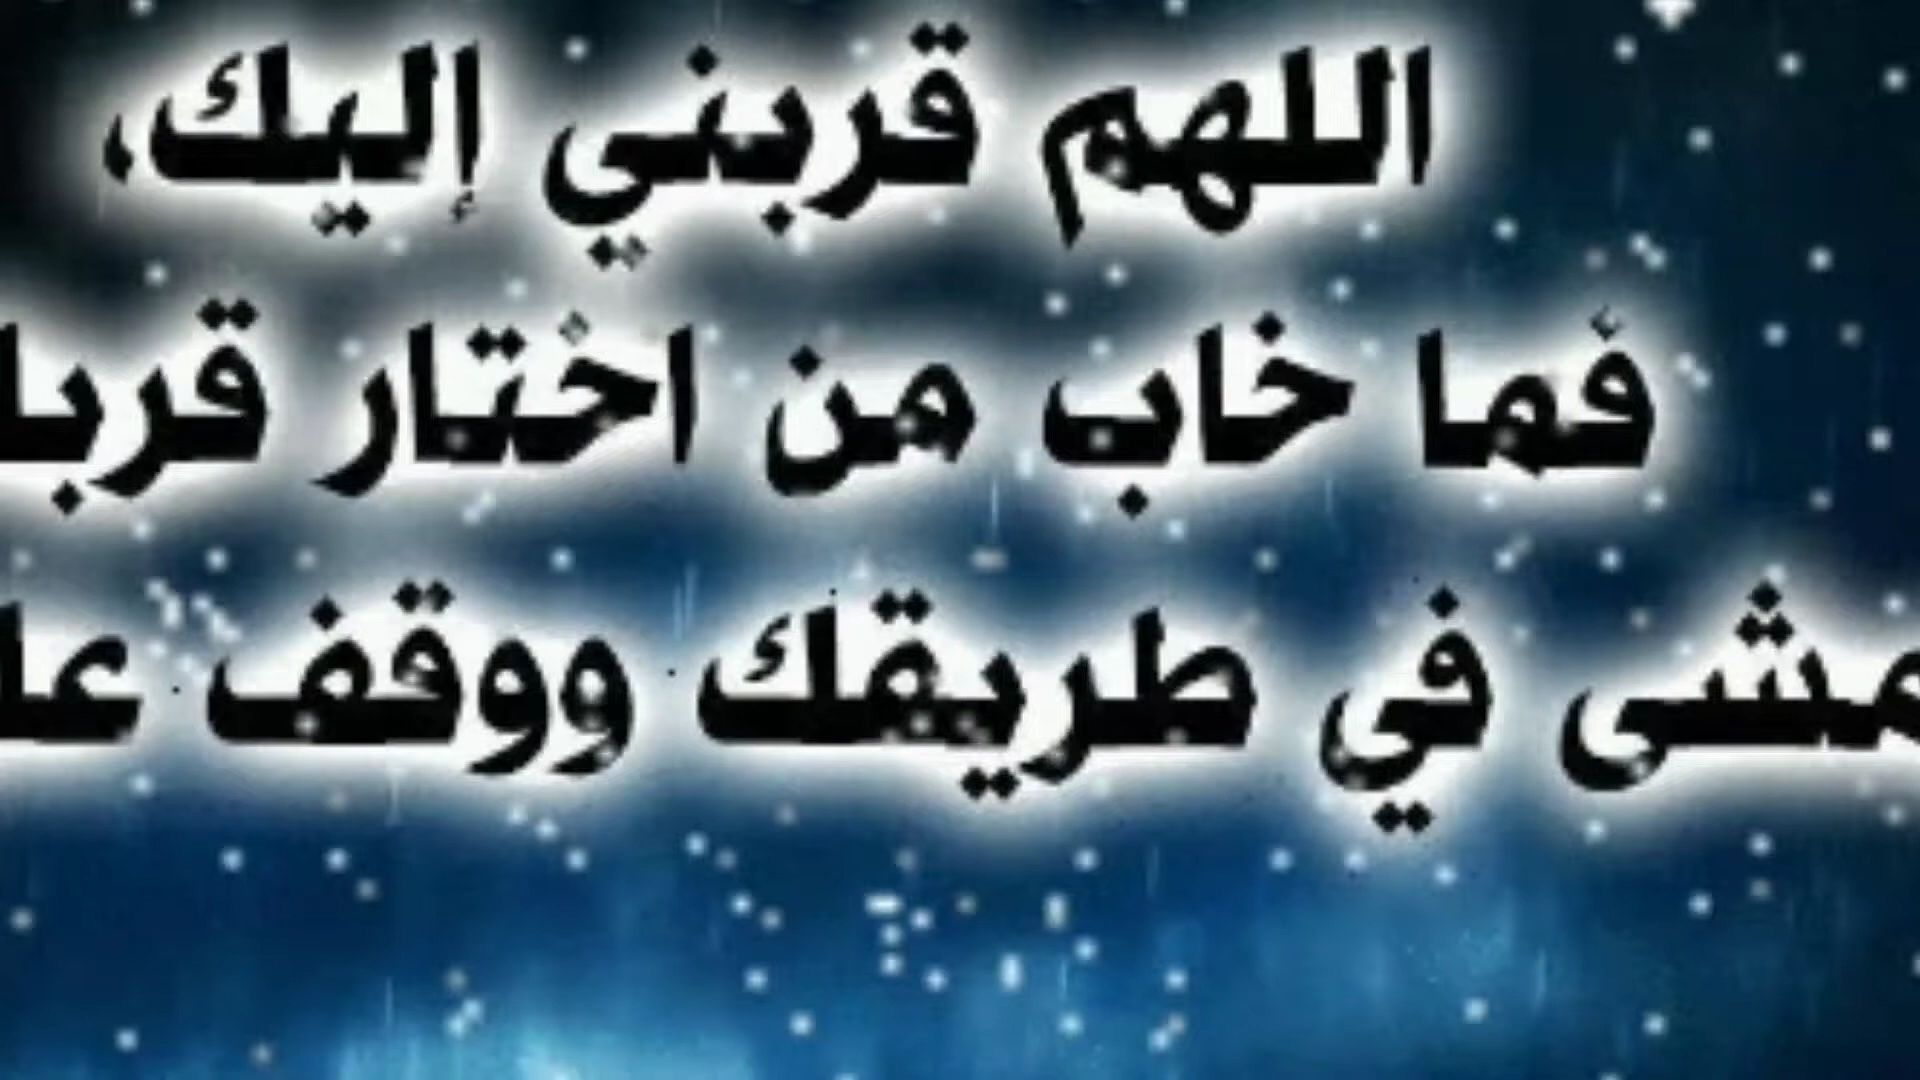 اللهم قربني إليك،
فما خاب من اختار
في طريقك ووقف